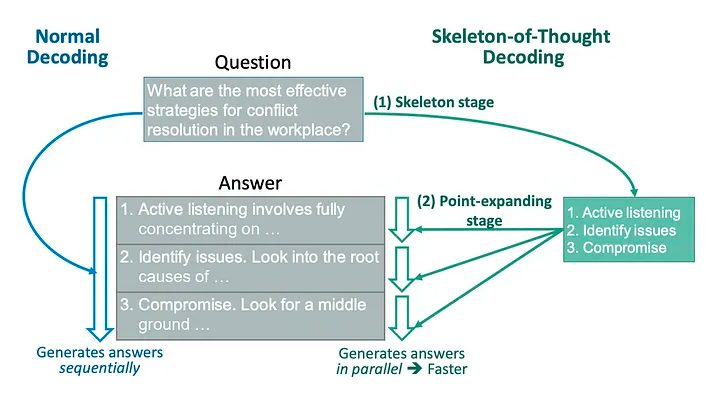 Normal
Decoding
Skeleton-of-Thought
Decoding
Question
What are the most effective
strategies for conflict
resolution in the workplace?
(1) Skeleton stage
Answer
1. Active listening involves fully
concentrating on …
2. Identify issues. Look into the root
causes of …
3. Compromise. Look for a middle
ground …
(2) Point-expanding
stage
1. Active listening
2. Identify issues
3. Compromise
Generates answers
sequentially
Generates answers
in parallel ➔ Faster